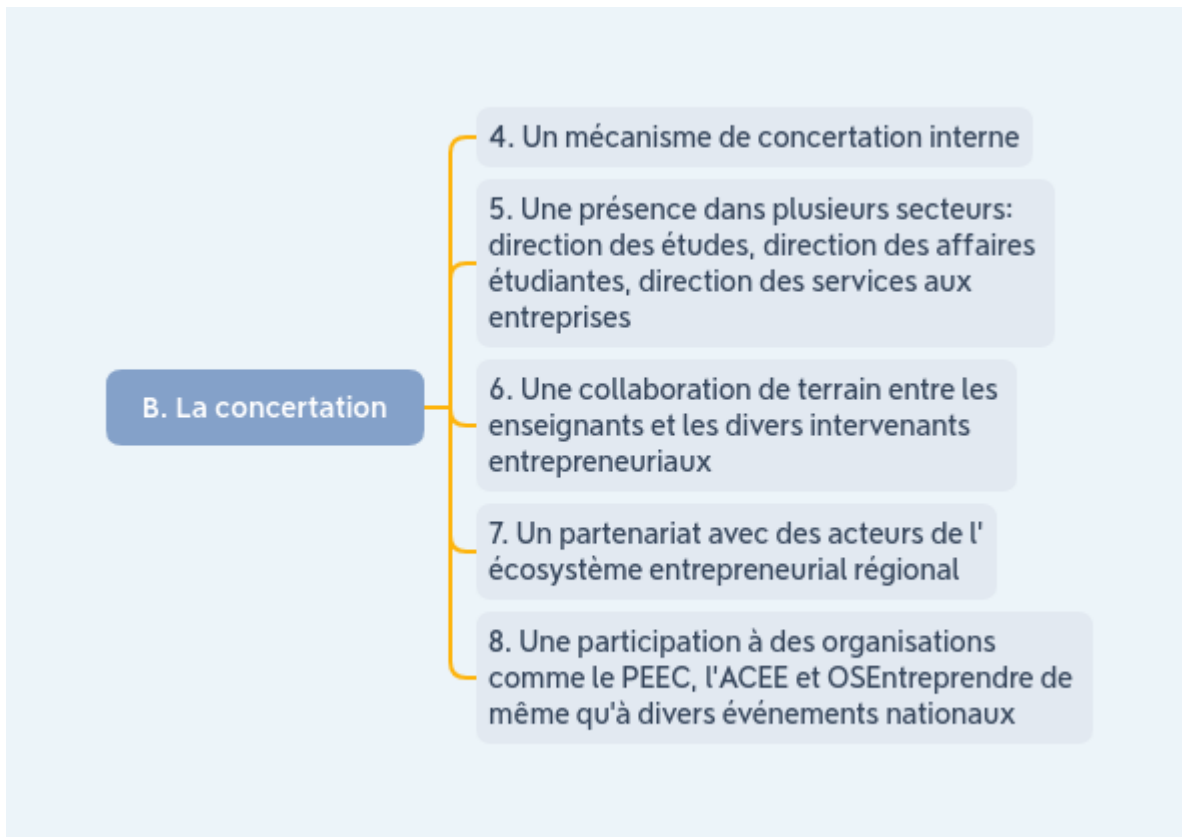 B. La concertation
4. Un mécanisme de concertation interne
5. Une présence dans plusieurs secteurs:
direction des études, direction des affaires
étudiantes, direction des services aux
entreprises
6. Une collaboration de terrain entre les
enseignants et les divers intervenants
entrepreneuriaux
7. Un partenariat avec des acteurs de l'
écosystème entrepreneurial régional
8. Une participation à des organisations
comme le PEEC, l'ACEE et OSEntreprendre de
même qu'à divers événements nationaux